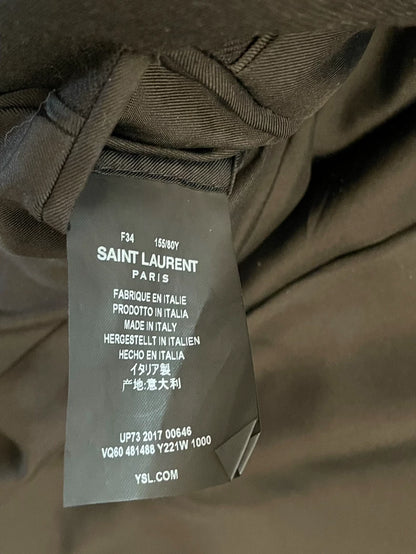 F34 155/80Y
SAINT LAURENT
PARIS
FABRIQUE EN ITALIE
PRODOTTO IN ITALIA
MADE IN ITALY
HERGESTELLT IN ITALIEN
HECHO EN ITALIA
イタリア製
产地:意大利
UP73 2017 00646
VQ60 481488 Y221W 1000
YSL.COM